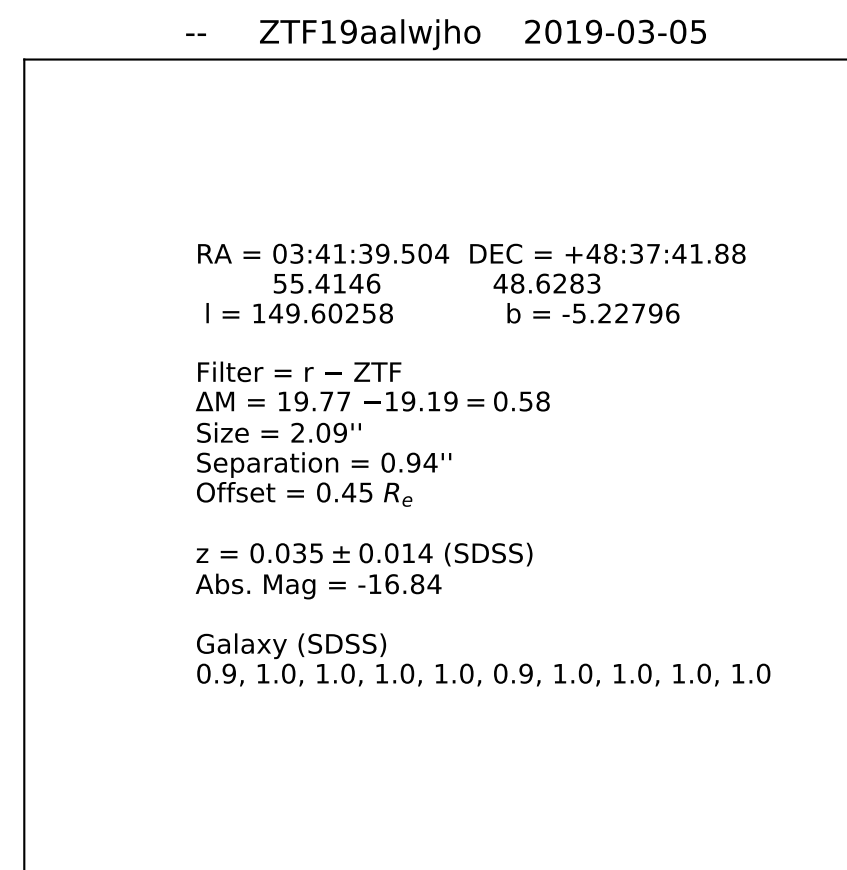 -- ZTF19aalwjho 2019-03-05
RA = 03:41:39.504 DEC = +48:37:41.88
55.4146 48.6283
l = 149.60258 b = -5.22796
Filter = r − ZTF
ΔM = 19.77 −19.19 = 0.58
Size = 2.09''
Separation = 0.94''
Offset = 0.45 Re
z = 0.035 ± 0.014 (SDSS)
Abs. Mag = -16.84
Galaxy (SDSS)
0.9, 1.0, 1.0, 1.0, 1.0, 0.9, 1.0, 1.0, 1.0, 1.0